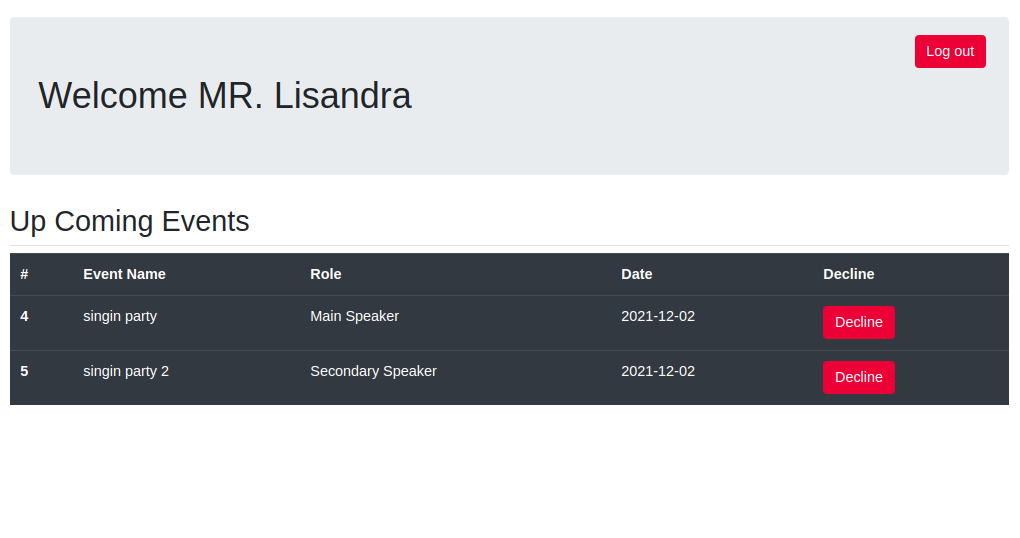 Log out
Welcome MR. Lisandra
Up Coming Events
# Event Name Role Date Decline
4 singin party Main Speaker 2021-12-02 Decline
5 singin party 2 Secondary Speaker 2021-12-02 Decline